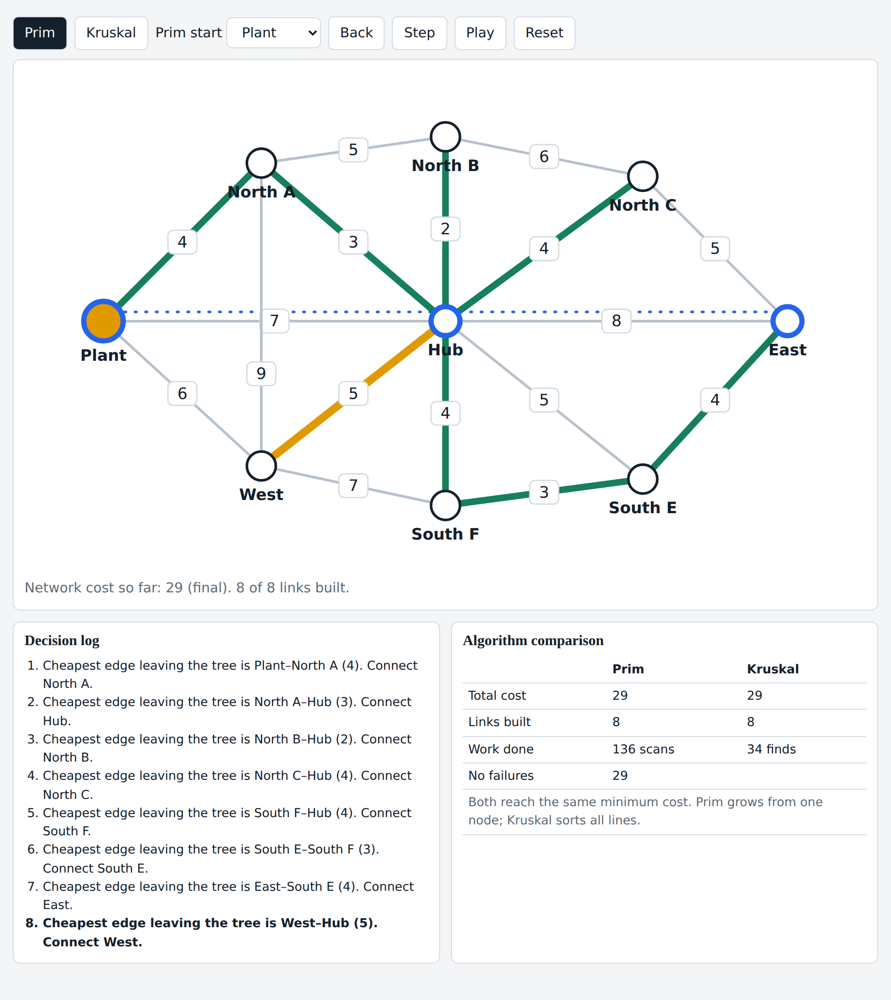 Prim Kruskal Prim start Plant Back Step Play Reset
5
North B
6
North A
North C
4
3
2
4
5
7
8
Plant
Hub
East
9
6
5
4
5
4
West
7
3
South E
South F
Network cost so far: 29 (final). 8 of 8 links built.
Decision log
1. Cheapest edge leaving the tree is Plant–North A (4). Connect
North A.
2. Cheapest edge leaving the tree is North A–Hub (3). Connect
Hub.
3. Cheapest edge leaving the tree is North B–Hub (2). Connect
North B.
4. Cheapest edge leaving the tree is North C–Hub (4). Connect
North C.
5. Cheapest edge leaving the tree is South F–Hub (4). Connect
South F.
6. Cheapest edge leaving the tree is South E–South F (3).
Connect South E.
7. Cheapest edge leaving the tree is East–South E (4). Connect
East.
8. Cheapest edge leaving the tree is West–Hub (5).
Connect West.
Algorithm comparison
Prim Kruskal
Total cost 29 29
Links built 8 8
Work done 136 scans 34 finds
No failures 29
Both reach the same minimum cost. Prim grows from one
node; Kruskal sorts all lines.